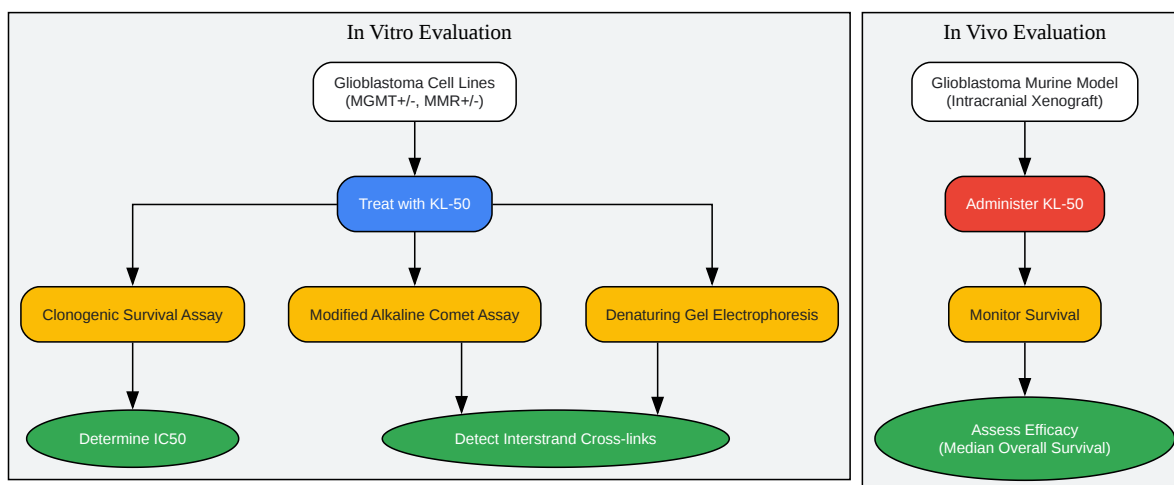 In Vitro Evaluation
Glioblastoma Cell Lines
(MGMT+/-, MMR+/-)
Treat with KL-50
Clonogenic Survival Assay
Modified Alkaline Comet Assay
Denaturing Gel Electrophoresis
Determine IC50
Detect Interstrand Cross-links
In Vivo Evaluation
Glioblastoma Murine Model
(Intracranial Xenograft)
Administer KL-50
Monitor Survival
Assess Efficacy
(Median Overall Survival)